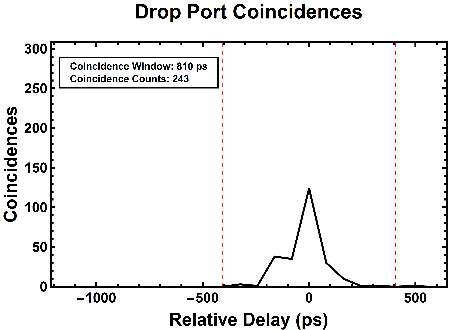 Drop Port Coincidences
300
Coincidence Window: 810 ps
Coincidence Counts: 243
250
200
150
100
50
0
Coincidences
-1000
-500
0
500
Relative Delay (ps)